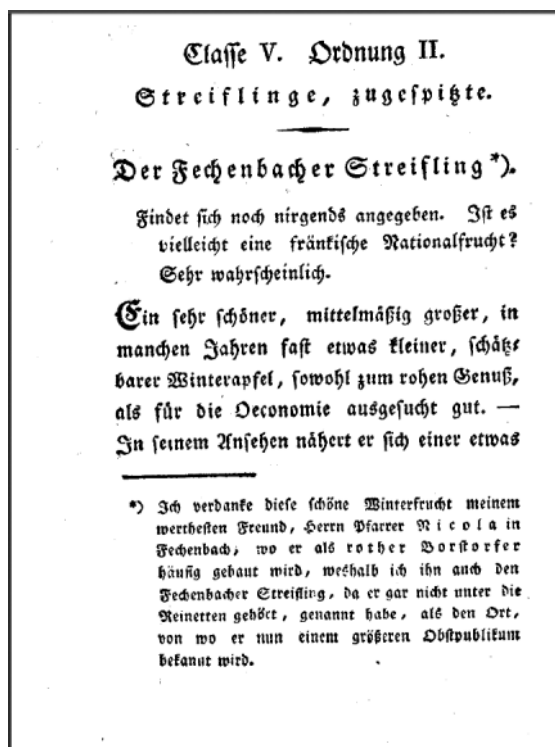 Classe V. Ordnung II.
Streiflinge, zugespitzte.
Der Fechenbacher Streifling*).
Findet sich noch nirgends angegeben. Ist es
vielleicht eine fränkische Nationalfrucht?
Sehr wahrscheinlich.
Ein sehr schöner, mittelmäßig großer, in
manchen Jahren fast etwas kleiner, schätz-
barer Winterapfel, sowohl zum rohen Genuß,
als für die Oeconomie ausgesucht gut. —
In seinem Ansehen nähert er sich einer etwas
*) Ich verdanke diese schöne Winterfrucht meinem
werthesten Freund, Herrn Pfarrer Nicola in
Fechenbach, wo er als rother Borstorfer
häufig gebaut wird, weshalb ich ihn auch den
Fechenbacher Streifling, da er gar nicht unter die
Reinetten gehört, genannt habe, als den Ort,
von wo er nun einem größeren Obstpublikum
bekannt wird.